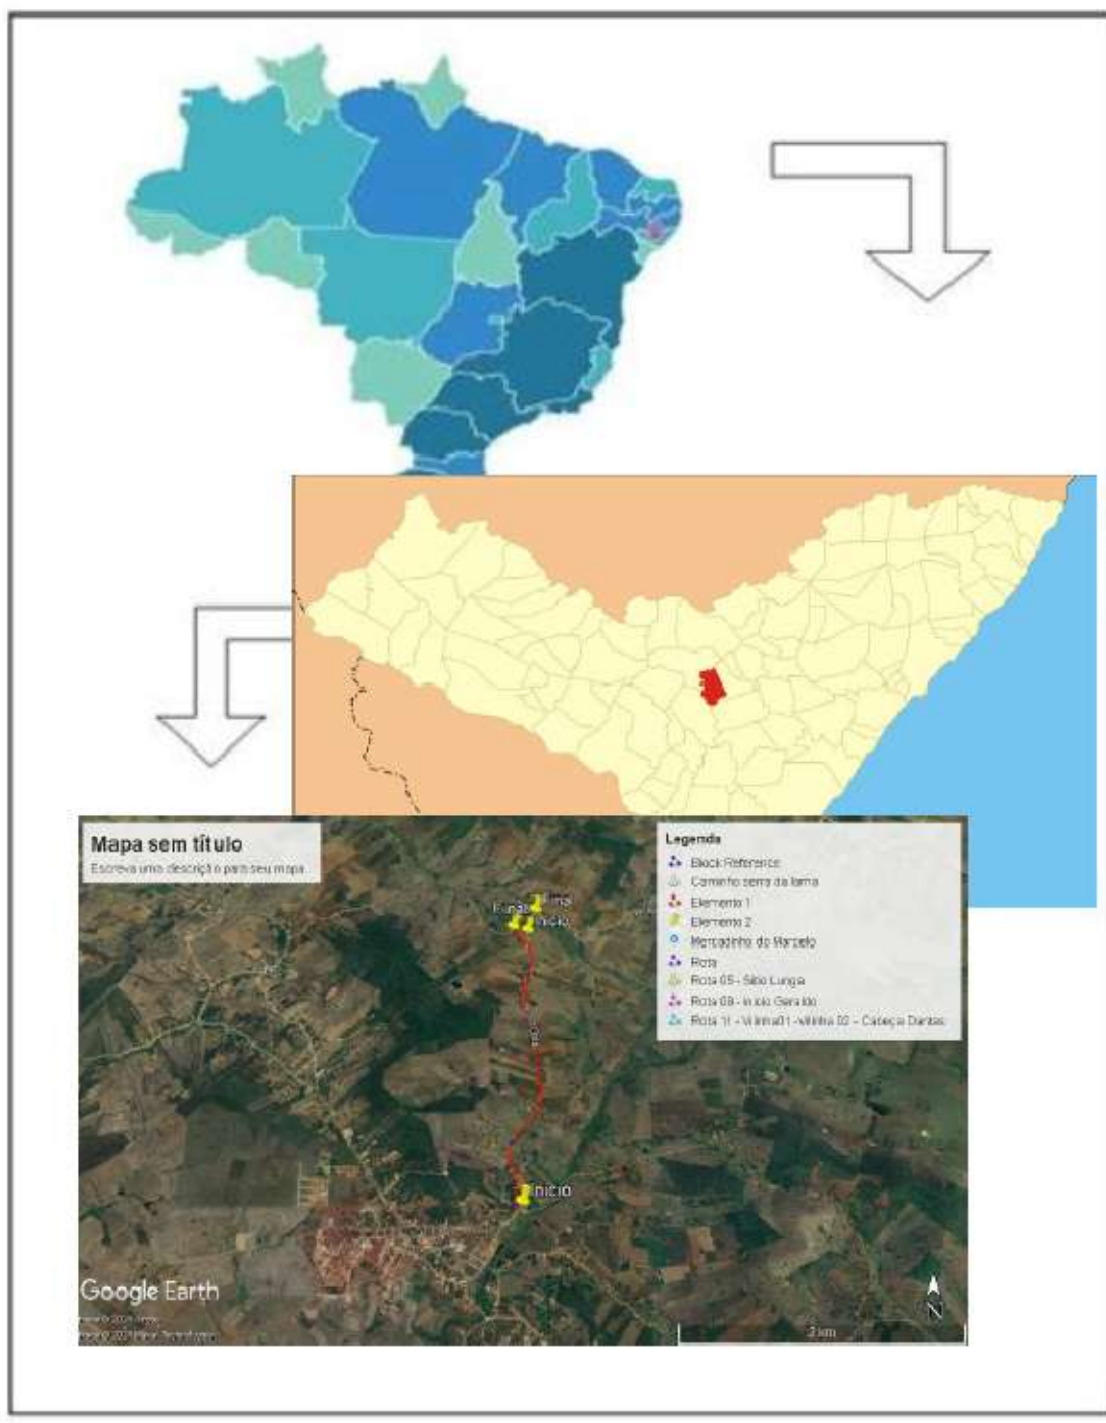 Mapa sem título
Escreva uma descrição para seu mapa.
Legenda
Block Reference
Caminho serra da lama
Elemento 1
Elemento 2
Mercadinho do Marcelo
Rota
Rota 05 - Sitio Lunga
Rota 09 - Inicio Geraldo
Rota 11 - Vilinha01 -vilinha 02 - Cabeça Dantas
Final
Início
Início
Google Earth
2 km
N